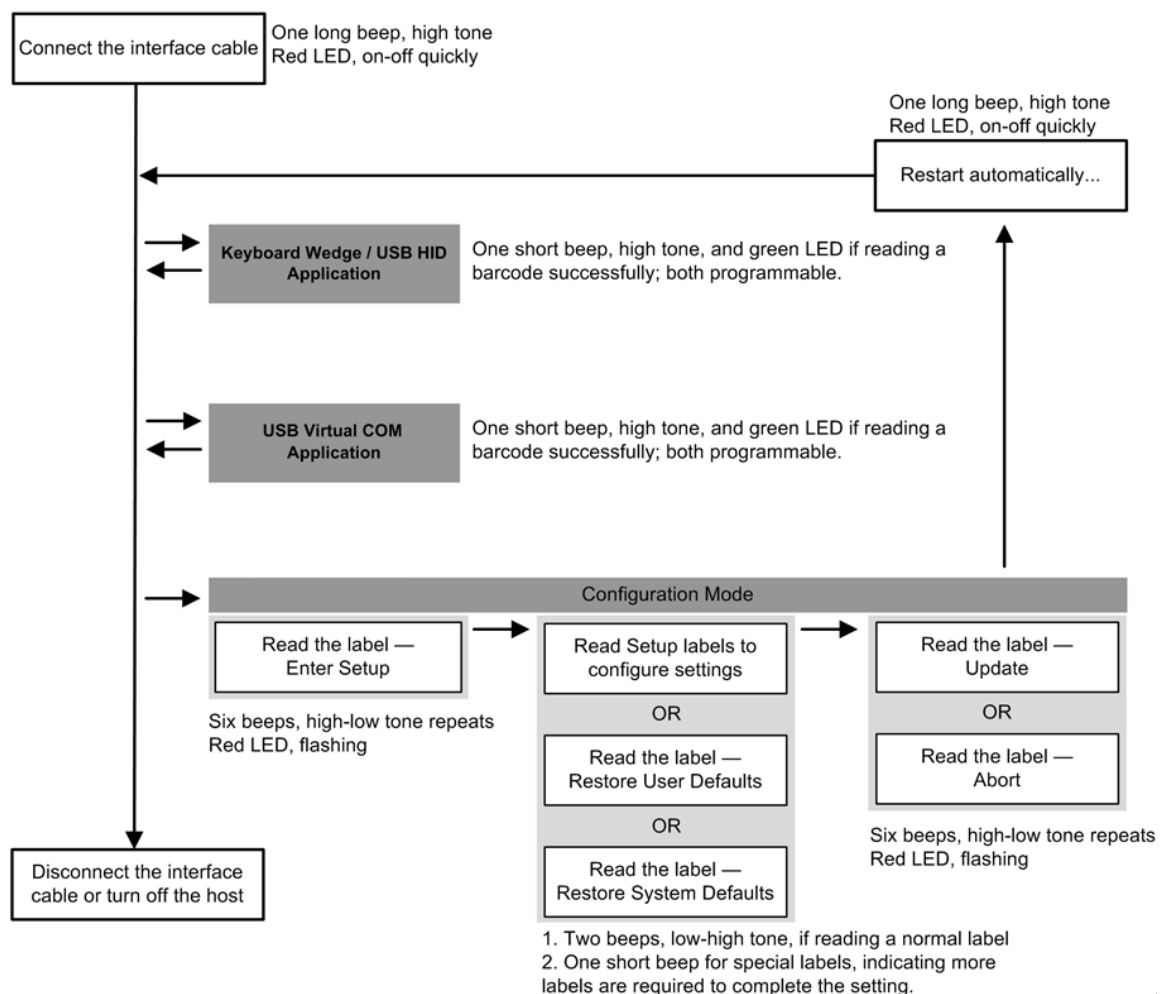 Connect the interface cable
One long beep, high tone
Red LED, on-off quickly
One long beep, high tone
Red LED, on-off quickly
Restart automatically...
Keyboard Wedge / USB HID
Application
One short beep, high tone, and green LED if reading a
barcode successfully; both programmable.
USB Virtual COM
Application
One short beep, high tone, and green LED if reading a
barcode successfully; both programmable.
Configuration Mode
Read the label —
Enter Setup
Six beeps, high-low tone repeats
Red LED, flashing
Read Setup labels to
configure settings
OR
Read the label —
Restore User Defaults
OR
Read the label —
Restore System Defaults
1. Two beeps, low-high tone, if reading a normal label
2. One short beep for special labels, indicating more
labels are required to complete the setting.
Read the label —
Update
OR
Read the label —
Abort
Six beeps, high-low tone repeats
Red LED, flashing
Disconnect the interface
cable or turn off the host